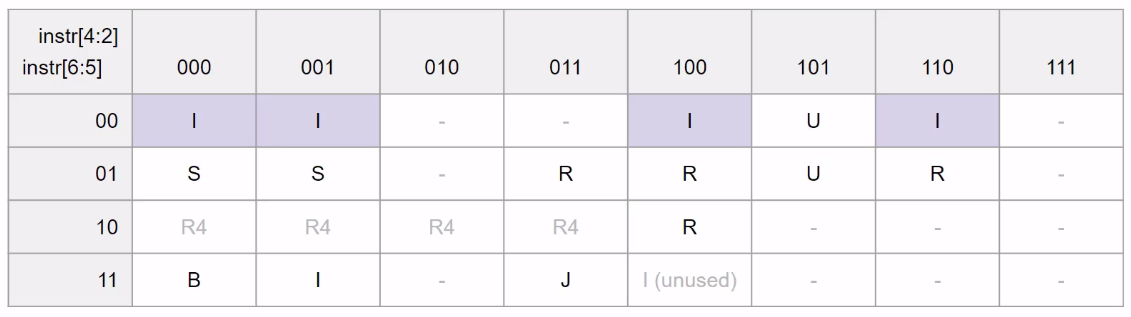 instr[4:2]
instr[6:5] 000 001 010 011 100 101 110 111
00 I I - - I U I -
01 S S - R R U R -
10 R4 R4 R4 R4 R - - -
11 B I - J I (unused) - - -